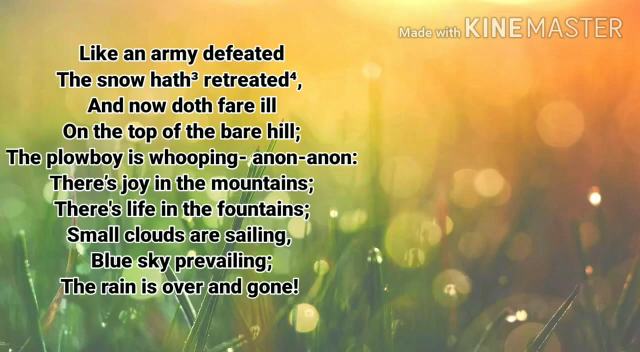 Made with KINEMASTER
Like an army defeated
The snow hath³ retreated⁴,
And now doth fare ill
On the top of the bare hill;
The plowboy is whooping- anon-anon:
There's joy in the mountains;
There's life in the fountains;
Small clouds are sailing,
Blue sky prevailing;
The rain is over and gone!